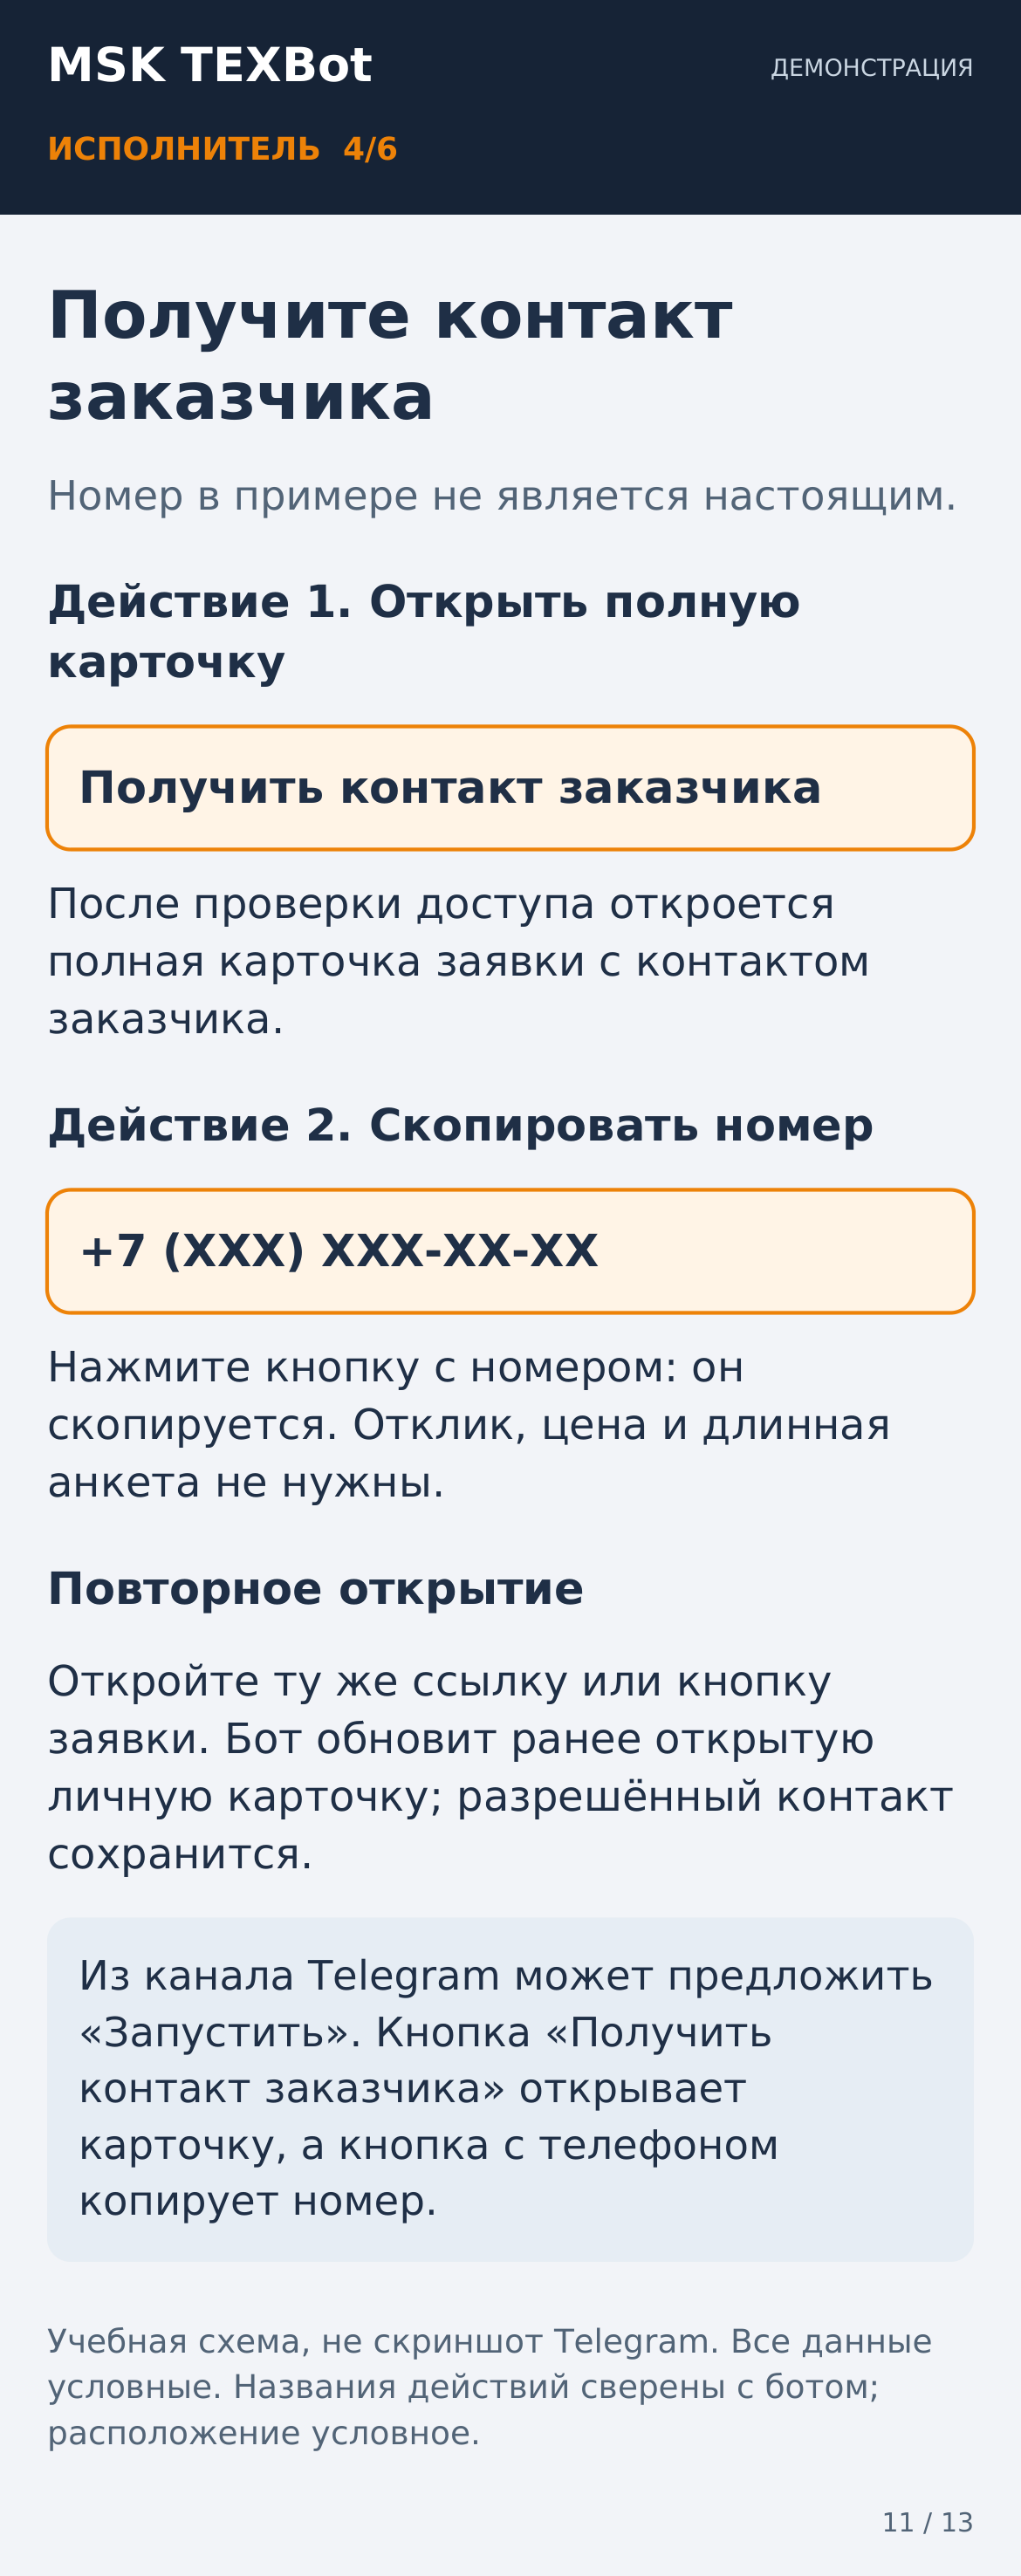 MSK TEXBot
ДЕМОНСТРАЦИЯ
ИСПОЛНИТЕЛЬ 4/6
Получите контакт
заказчика
Номер в примере не является настоящим.
Действие 1. Открыть полную
карточку
Получить контакт заказчика
После проверки доступа откроется
полная карточка заявки с контактом
заказчика.
Действие 2. Скопировать номер
+7 (XXX) XXX-XX-XX
Нажмите кнопку с номером: он
скопируется. Отклик, цена и длинная
анкета не нужны.
Повторное открытие
Откройте ту же ссылку или кнопку
заявки. Бот обновит ранее открытую
личную карточку; разрешённый контакт
сохранится.
Из канала Telegram может предложить
«Запустить». Кнопка «Получить
контакт заказчика» открывает
карточку, а кнопка с телефоном
копирует номер.
Учебная схема, не скриншот Telegram. Все данные
условные. Названия действий сверены с ботом;
расположение условное.
11 / 13